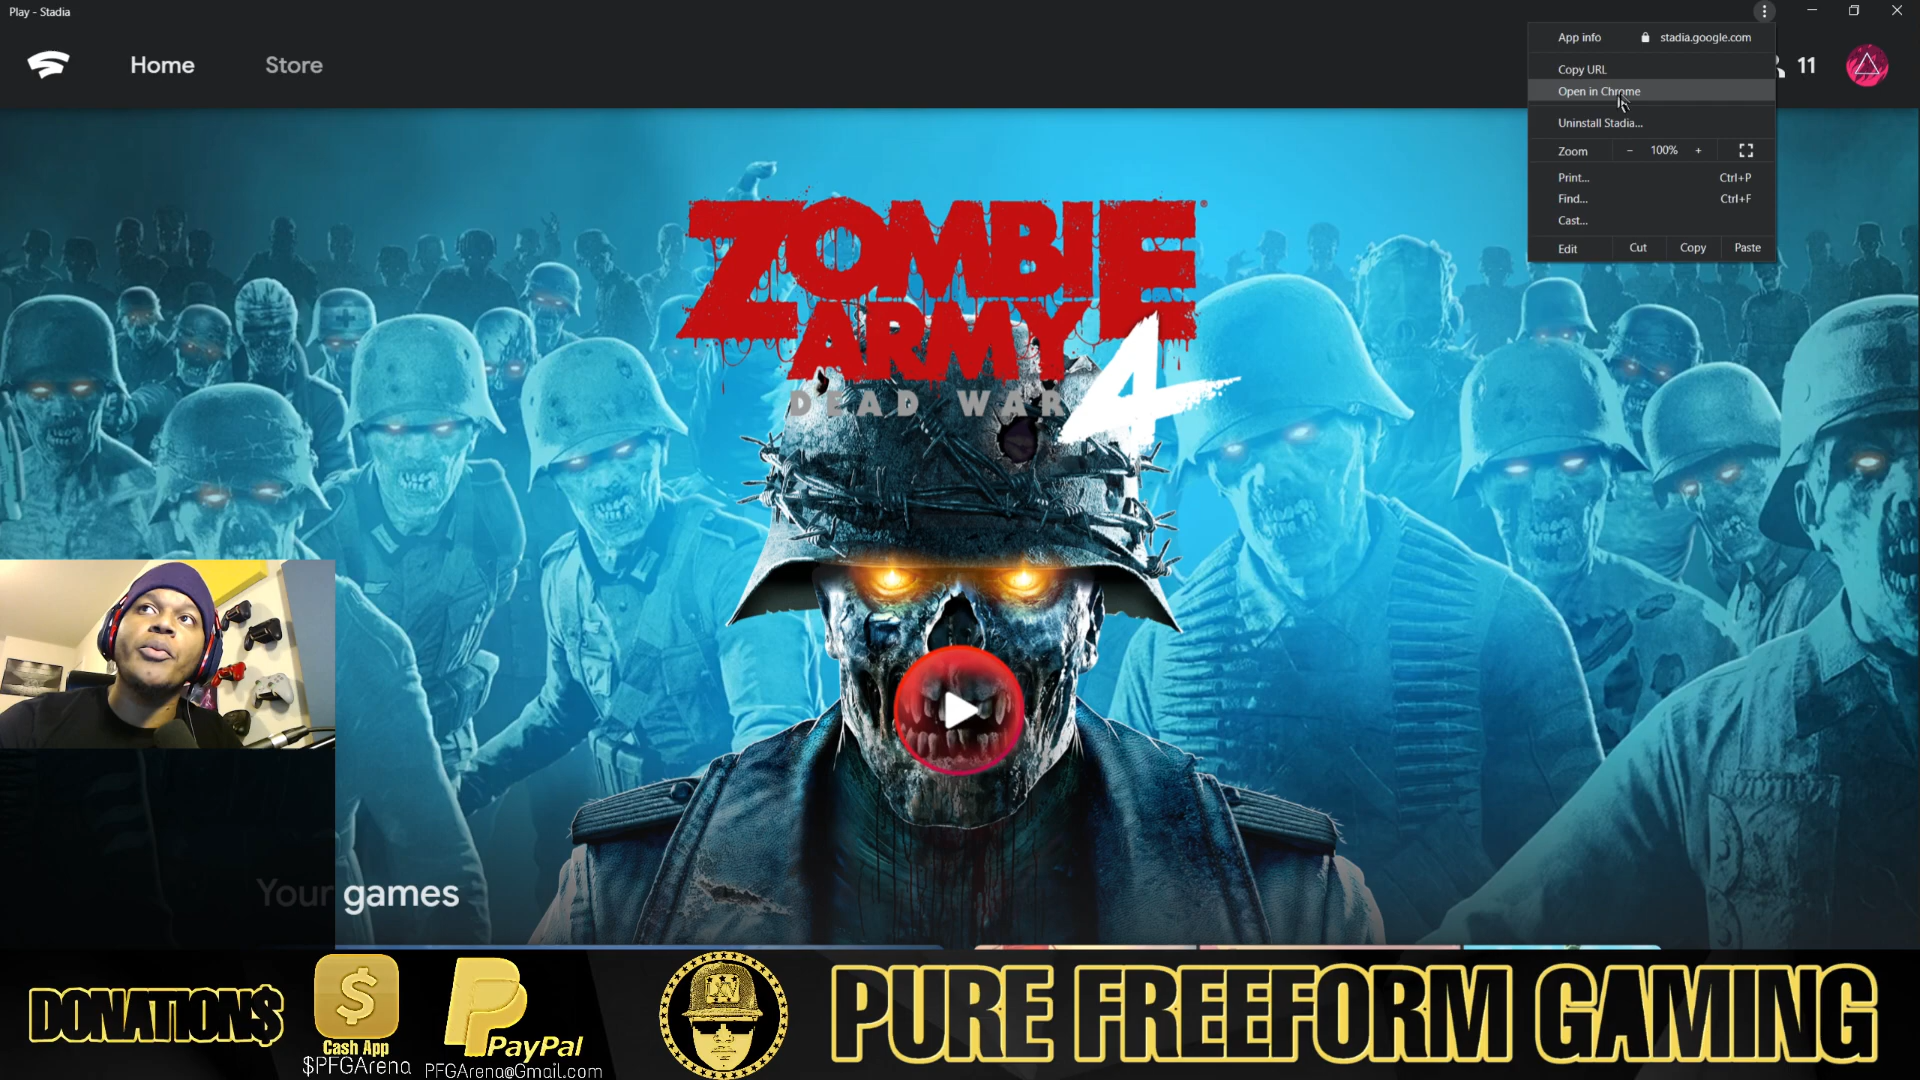 Play - Stadia
Home
Store
11
App info
stadia.google.com
Copy URL
Open in Chrome
Uninstall Stadia...
Zoom
−
100%
+
Print...
Ctrl+P
Find...
Ctrl+F
Cast...
Edit
Cut
Copy
Paste
ZOMBIE®
ARMY
4
DEAD WAR
Your games
DONATION$
$
Cash App
$PFGArena
P
PayPal
PFGArena@Gmail.com
PURE FREEFORM GAMING